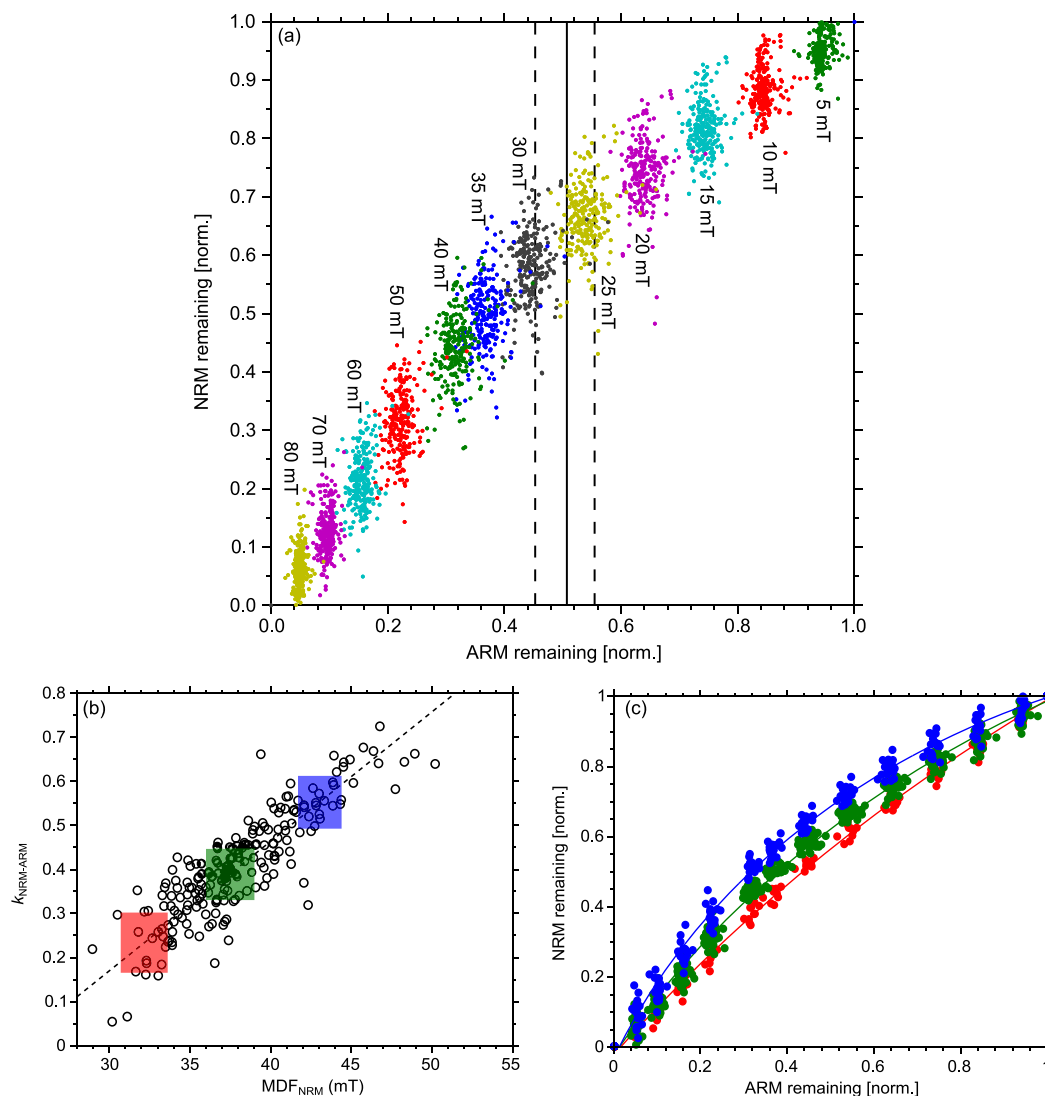 (a)
NRM remaining [norm.]
1.0
0.9
0.8
0.7
0.6
0.5
0.4
0.3
0.2
0.1
0.0
80 mT
70 mT
60 mT
50 mT
40 mT
35 mT
30 mT
25 mT
20 mT
15 mT
10 mT
5 mT
0.0 0.2 0.4 0.6 0.8 1.0
ARM remaining [norm.]
(b)
kNRM-ARM
0.8
0.7
0.6
0.5
0.4
0.3
0.2
0.1
0
30 35 40 45 50 55
MDFNRM (mT)
(c)
NRM remaining [norm.]
1
0.8
0.6
0.4
0.2
0
0 0.2 0.4 0.6 0.8 1
ARM remaining [norm.]